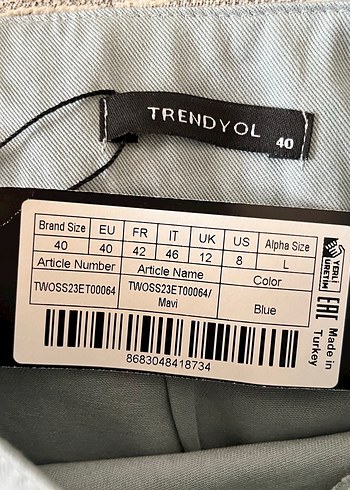 TRENDYOL
40
Brand Size EU FR IT UK US Alpha Size
40 40 42 46 12 8 L
Article Number Article Name Color
TWOSS23ET00064 TWOSS23ET00064/
Mavi Blue
8683048418734
YERLİ
ÜRETİM
EAC
Made in
Turkey